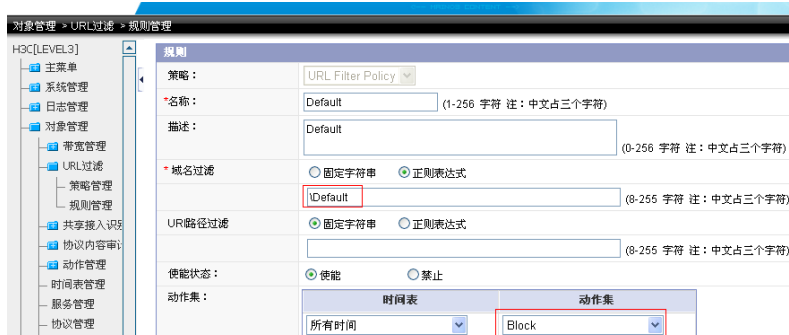 对象管理 > URL过滤 > 规则管理
H3C[LEVEL3]
主菜单
系统管理
日志管理
对象管理
带宽管理
URL过滤
策略管理
规则管理
共享接入识别
协议内容审计
动作管理
时间表管理
服务管理
协议管理
规则
策略： URL Filter Policy
*名称： Default (1-256 字符 注：中文占三个字符)
描述： Default (0-256 字符 注：中文占三个字符)
* 域名过滤 固定字符串 正则表达式
\Default (8-255 字符 注：中文占三个字符)
URI路径过滤 固定字符串 正则表达式
(8-255 字符 注：中文占三个字符)
使能状态： 使能 禁止
动作集： 时间表 动作集
所有时间 Block